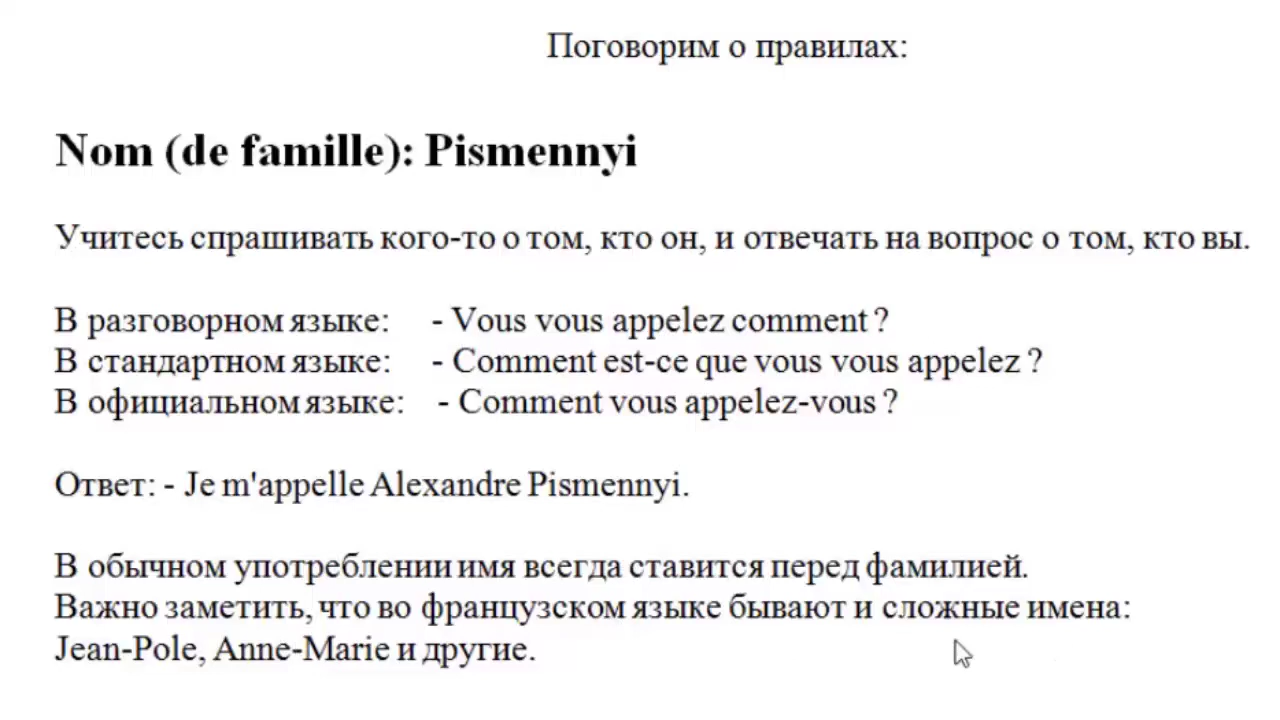 Поговорим о правилах:
Nom (de famille): Pismennyi
Учитесь спрашивать кого-то о том, кто он, и отвечать на вопрос о том, кто вы.
В разговорном языке: - Vous vous appelez comment ?
В стандартном языке: - Comment est-ce que vous vous appelez ?
В официальном языке: - Comment vous appelez-vous ?
Ответ: - Je m'appelle Alexandre Pismennyi.
В обычном употреблении имя всегда ставится перед фамилией.
Важно заметить, что во французском языке бывают и сложные имена:
Jean-Pole, Anne-Marie и другие.